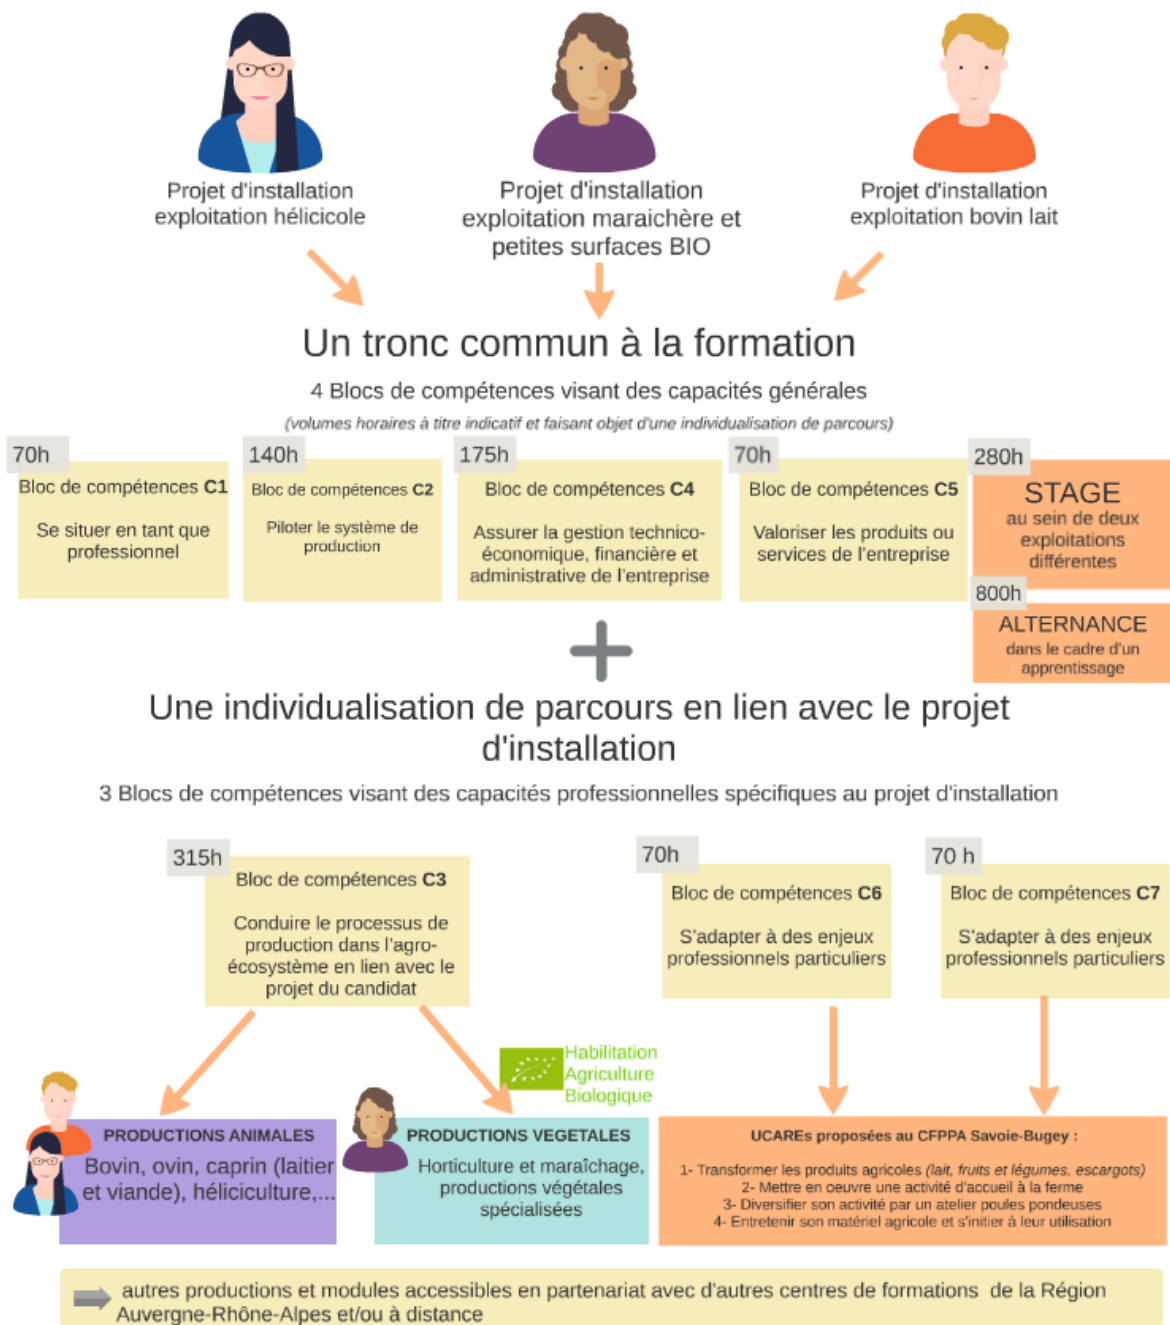 Projet d'installation
exploitation hélicicole
Projet d'installation
exploitation maraichère et
petites surfaces BIO
Projet d'installation
exploitation bovin lait
Un tronc commun à la formation
4 Blocs de compétences visant des capacités générales
(volumes horaires à titre indicatif et faisant objet d'une individualisation de parcours)
70h
Bloc de compétences C1
Se situer en tant que
professionnel
140h
Bloc de compétences C2
Piloter le système de
production
175h
Bloc de compétences C4
Assurer la gestion technico-
économique, financière et
administrative de l'entreprise
70h
Bloc de compétences C5
Valoriser les produits ou
services de l'entreprise
280h
STAGE
au sein de deux
exploitations
différentes
800h
ALTERNANCE
dans le cadre d'un
apprentissage
Une individualisation de parcours en lien avec le projet
d'installation
3 Blocs de compétences visant des capacités professionnelles spécifiques au projet d'installation
315h
Bloc de compétences C3
Conduire le processus de
production dans l'agro-
écosystème en lien avec le
projet du candidat
70h
Bloc de compétences C6
S'adapter à des enjeux
professionnels particuliers
70 h
Bloc de compétences C7
S'adapter à des enjeux
professionnels particuliers
Habilitation
Agriculture
Biologique
PRODUCTIONS ANIMALES
Bovin, ovin, caprin (laitier
et viande), héliciculture,...
PRODUCTIONS VEGETALES
Horticulture et maraîchage,
productions végétales
spécialisées
UCAREs proposées au CFPPA Savoie-Bugey :
1- Transformer les produits agricoles (lait, fruits et légumes, escargots)
2- Mettre en oeuvre une activité d'accueil à la ferme
3- Diversifier son activité par un atelier poules pondeuses
4- Entretenir son matériel agricole et s'initier à leur utilisation
autres productions et modules accessibles en partenariat avec d'autres centres de formations de la Région
Auvergne-Rhône-Alpes et/ou à distance